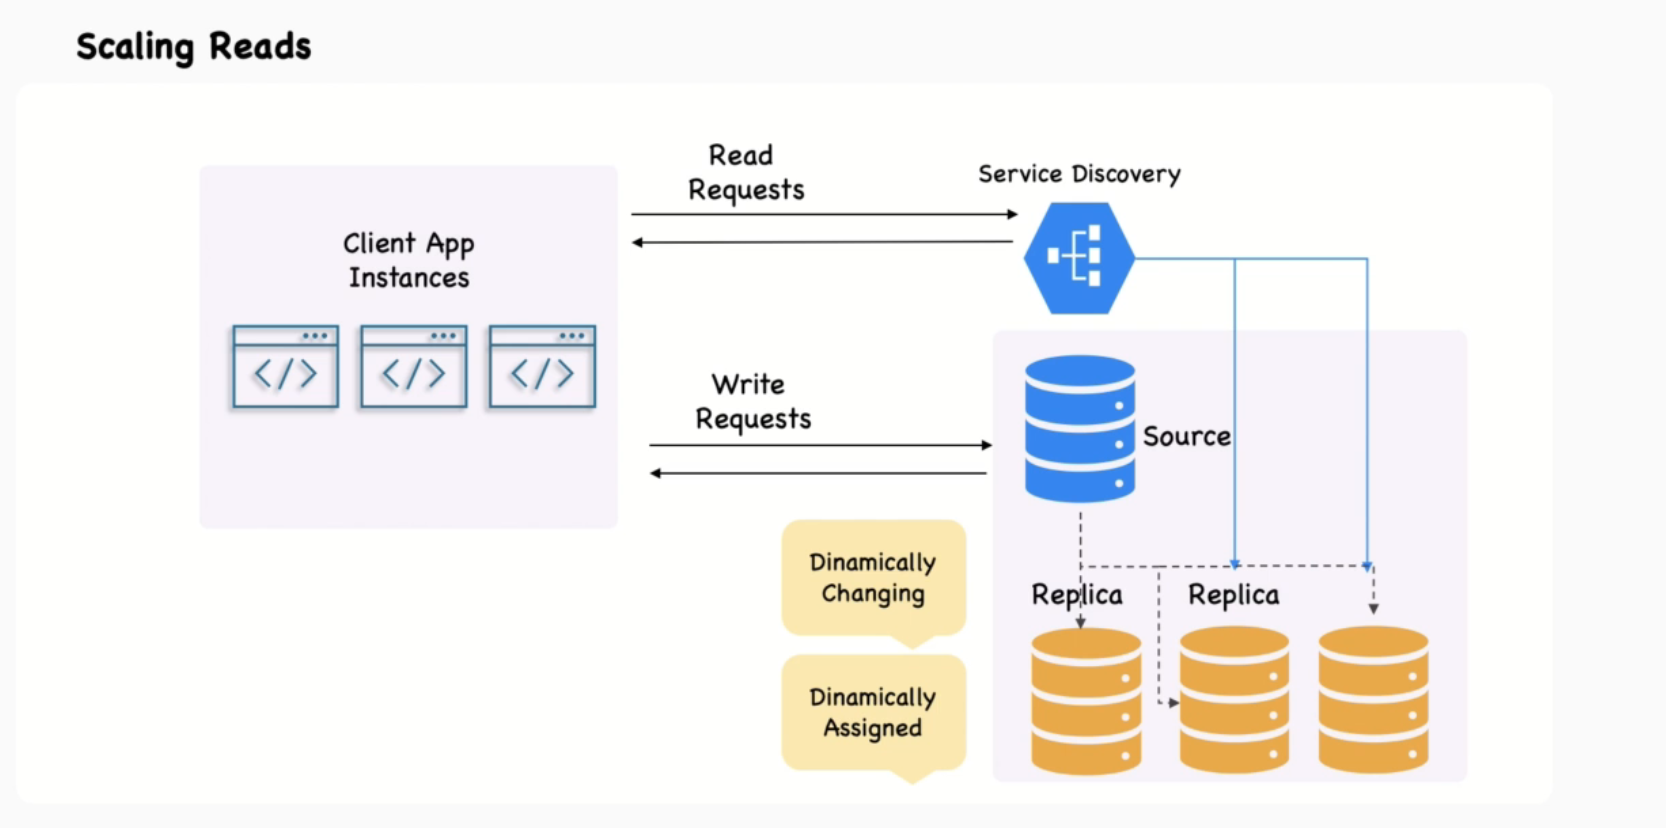 Scaling Reads
Read
Requests
Service Discovery
Client App
Instances
</>
</>
</>
Write
Requests
Source
Dinamically
Changing
Replica
Replica
Dinamically
Assigned